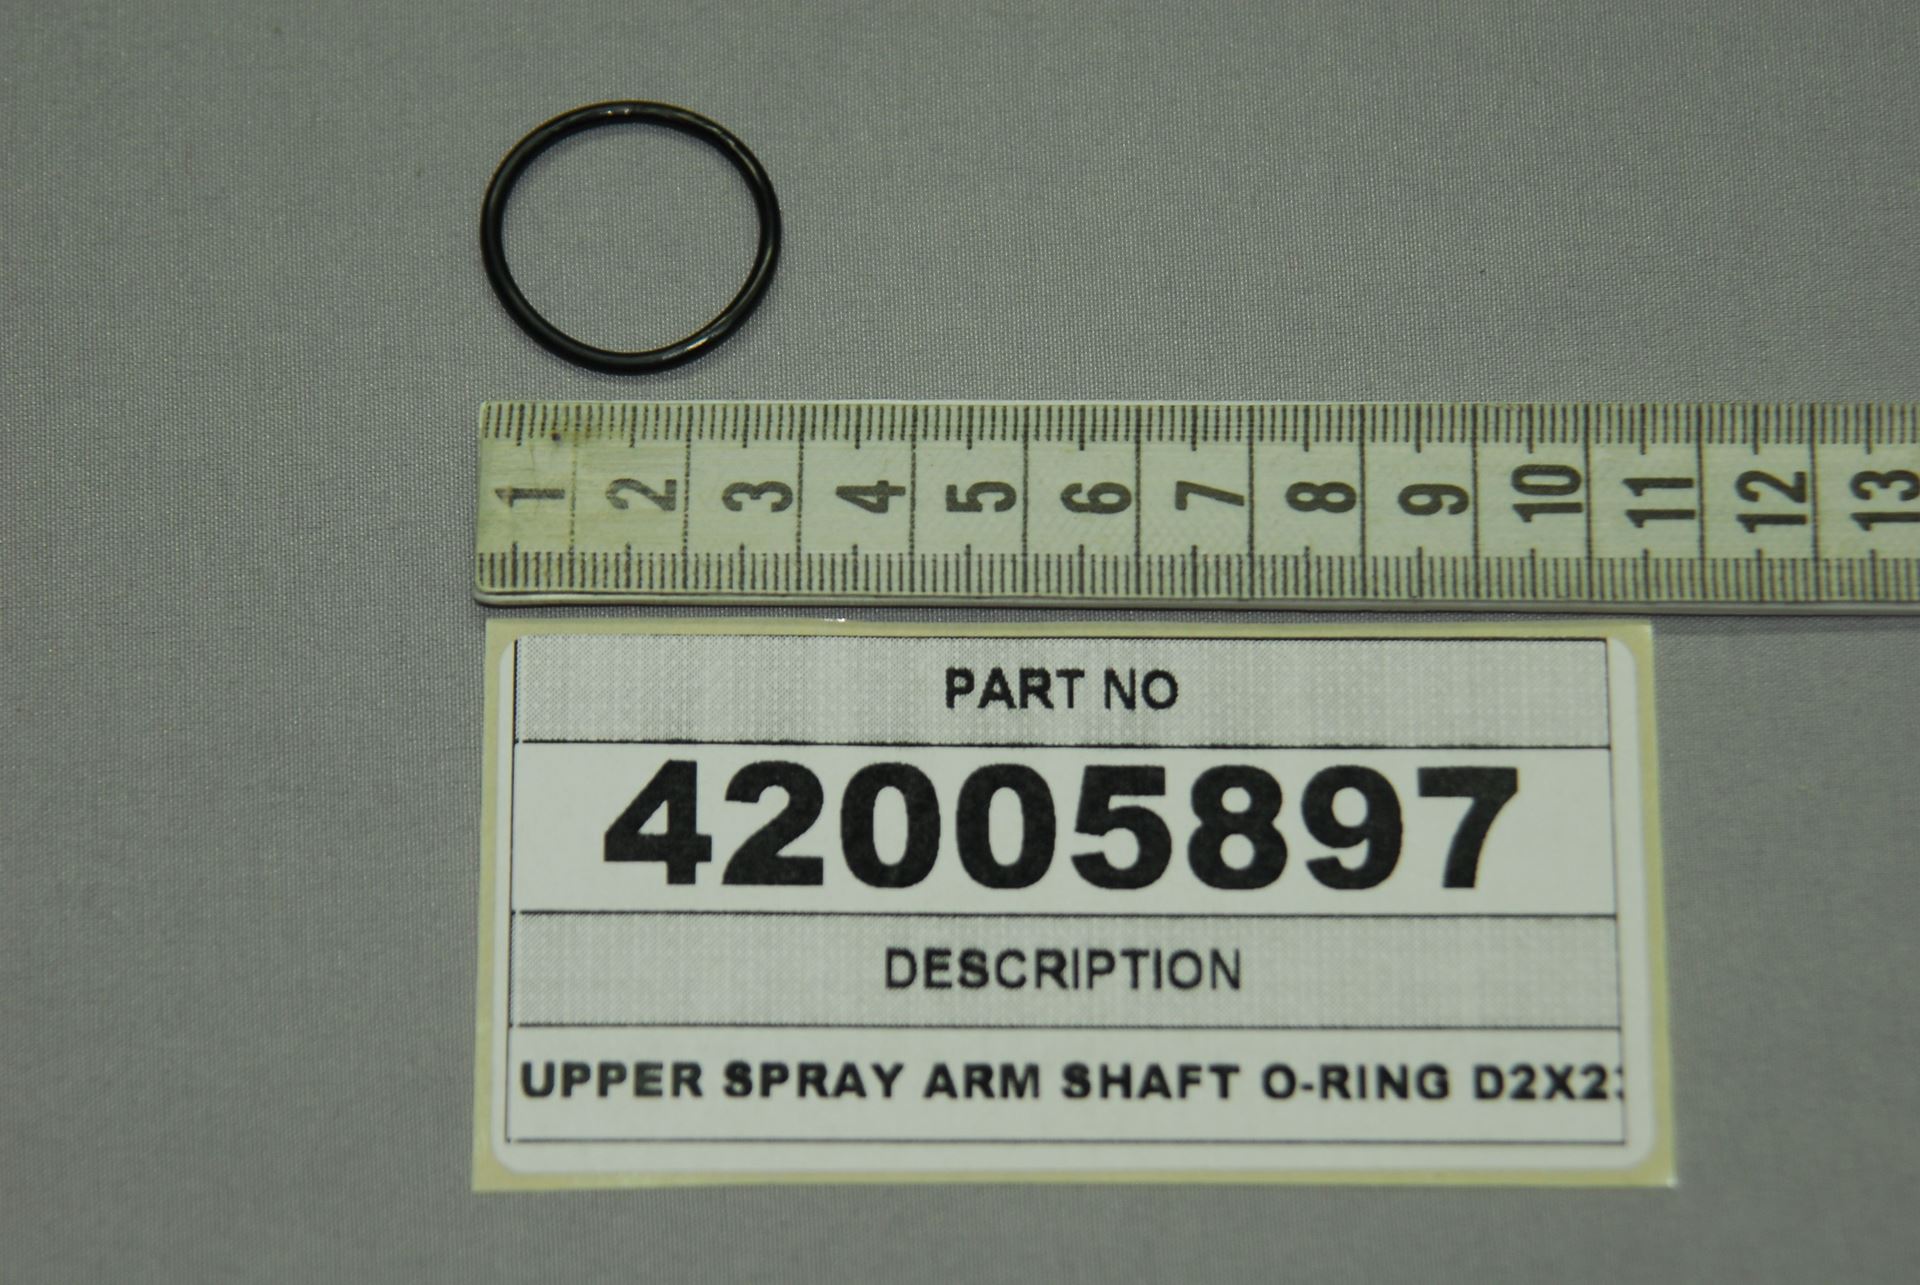 1 2 3 4 5 6 7 8 9 10 11 12 13
PART NO
42005897
DESCRIPTION
UPPER SPRAY ARM SHAFT O-RING